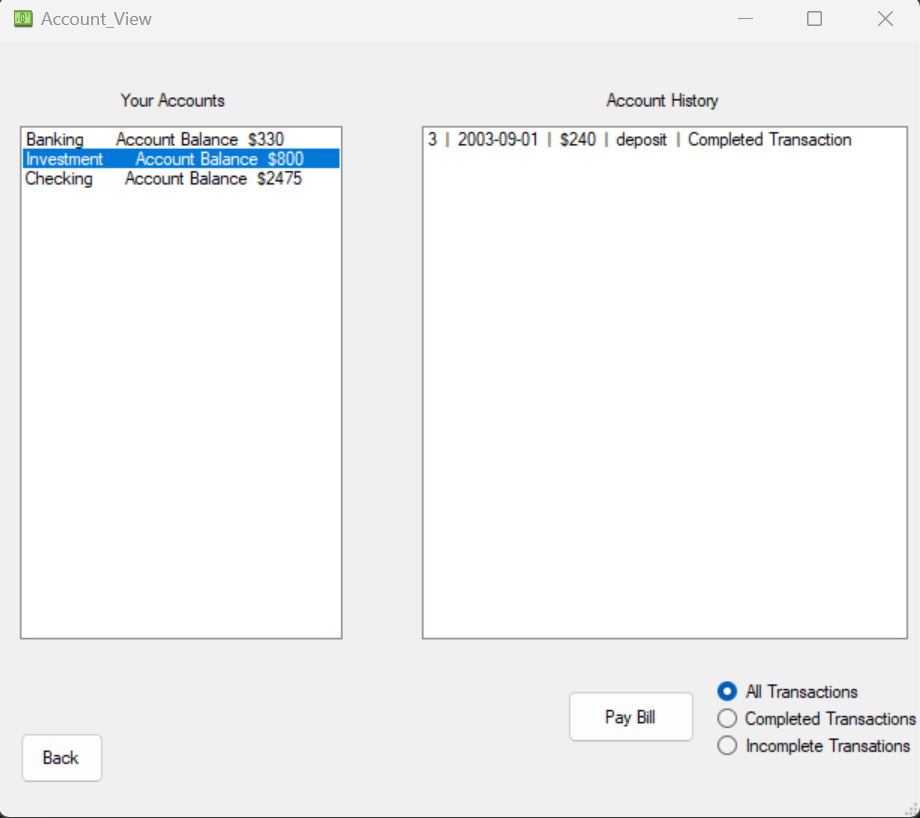 Account_View
Your Accounts
Banking Account Balance $330
Investment Account Balance $800
Checking Account Balance $2475
Account History
3 | 2003-09-01 | $240 | deposit | Completed Transaction
Pay Bill
All Transactions
Completed Transactions
Incomplete Transations
Back